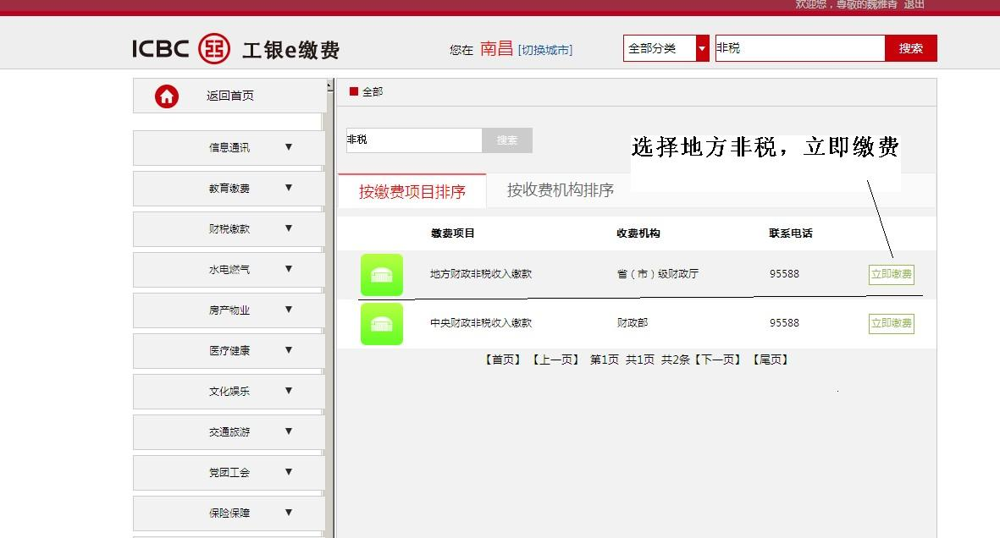 欢迎您，尊敬的魏雅青 退出
ICBC 工银e缴费
您在 南昌 [切换城市]
全部分类
非税
搜索
返回首页
信息通讯 ▼
教育缴费 ▼
财税缴款 ▼
水电燃气 ▼
房产物业 ▼
医疗健康 ▼
文化娱乐 ▼
交通旅游 ▼
党团工会 ▼
保险保障 ▼
全部
非税
搜索
选择地方非税，立即缴费
按缴费项目排序 按收费机构排序
缴费项目 收费机构 联系电话
地方财政非税收入缴款 省（市）级财政厅 95588 立即缴费
中央财政非税收入缴款 财政部 95588 立即缴费
【首页】 【上一页】 第1页 共1页 共2条【下一页】 【尾页】